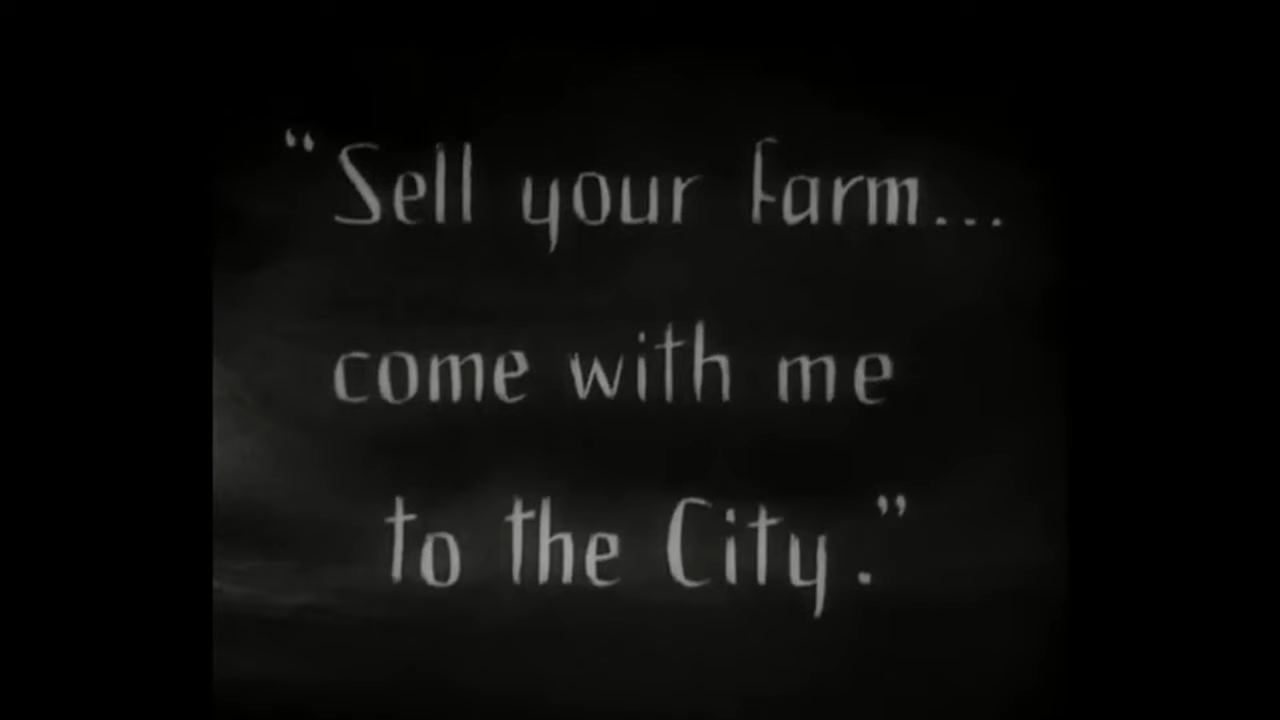 “Sell your farm...
come with me
to the City.”